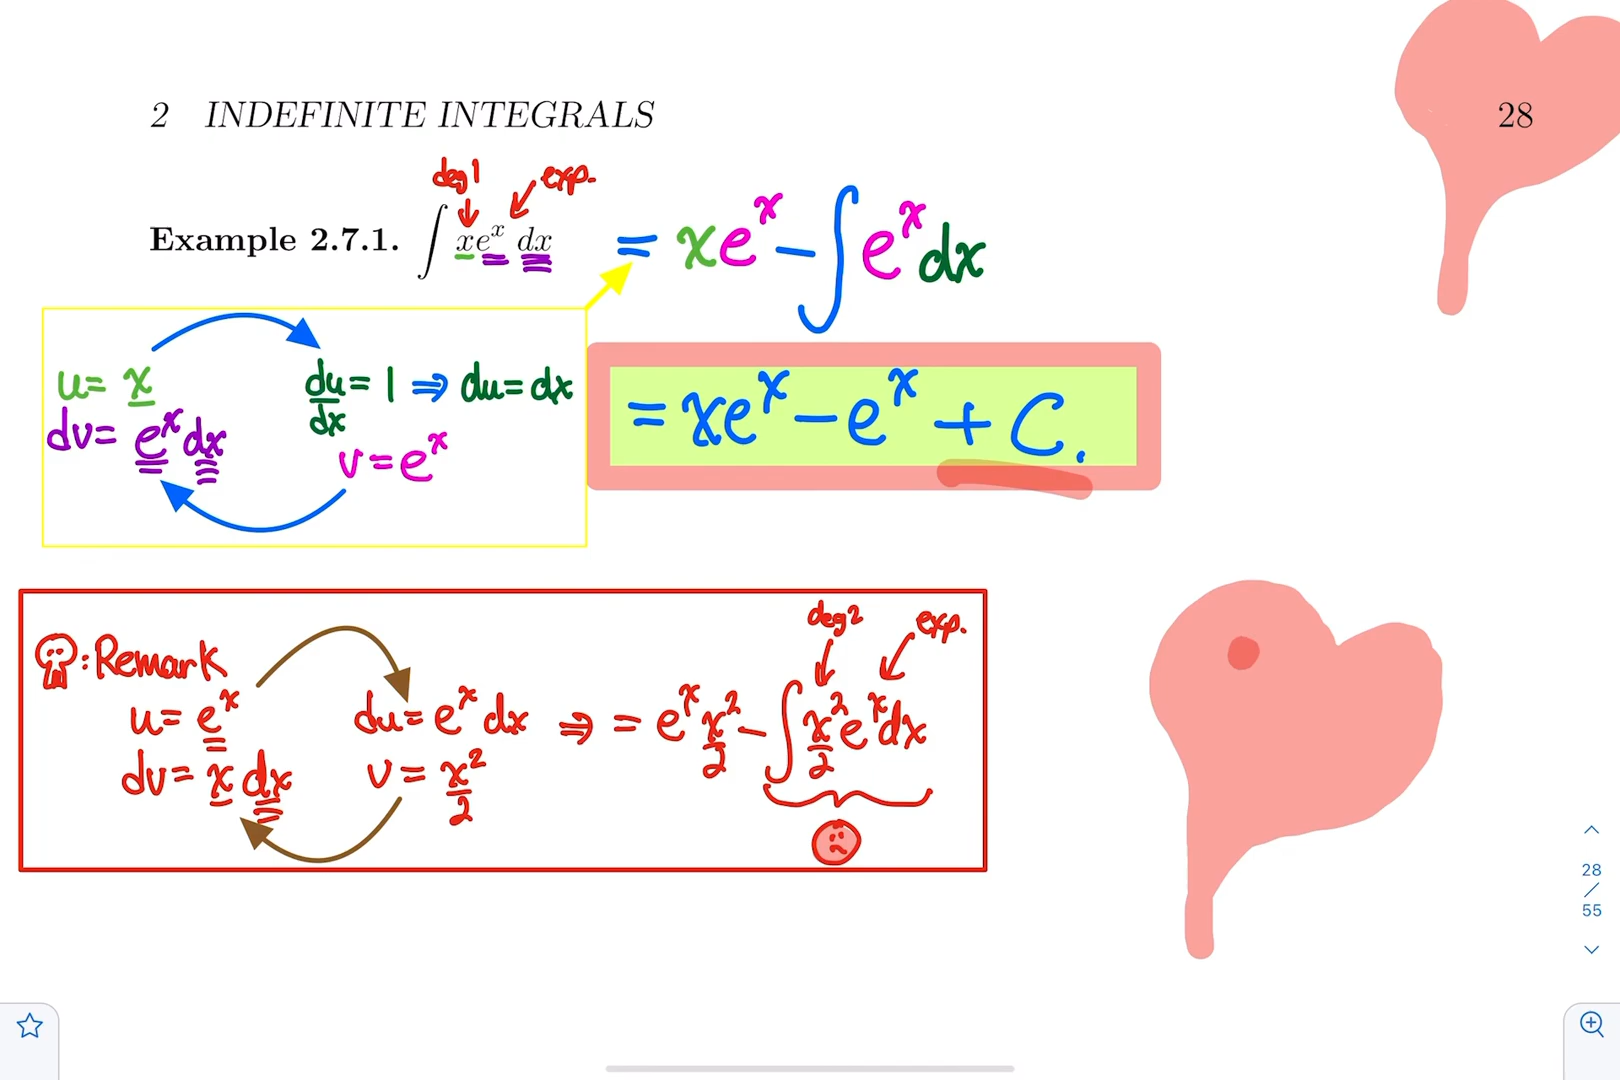 2 INDEFINITE INTEGRALS 28
deg1 exp.
Example 2.7.1. ∫ xe^x dx = xe^x − ∫ e^x dx
u = x du/dx = 1 ⇒ du = dx
dv = e^x dx v = e^x
= xe^x − e^x + C.
deg2 exp.
: Remark
u = e^x du = e^x dx ⇒ = e^x x^2/2 − ∫ x^2/2 e^x dx
dv = x dx v = x^2/2
28
/
55